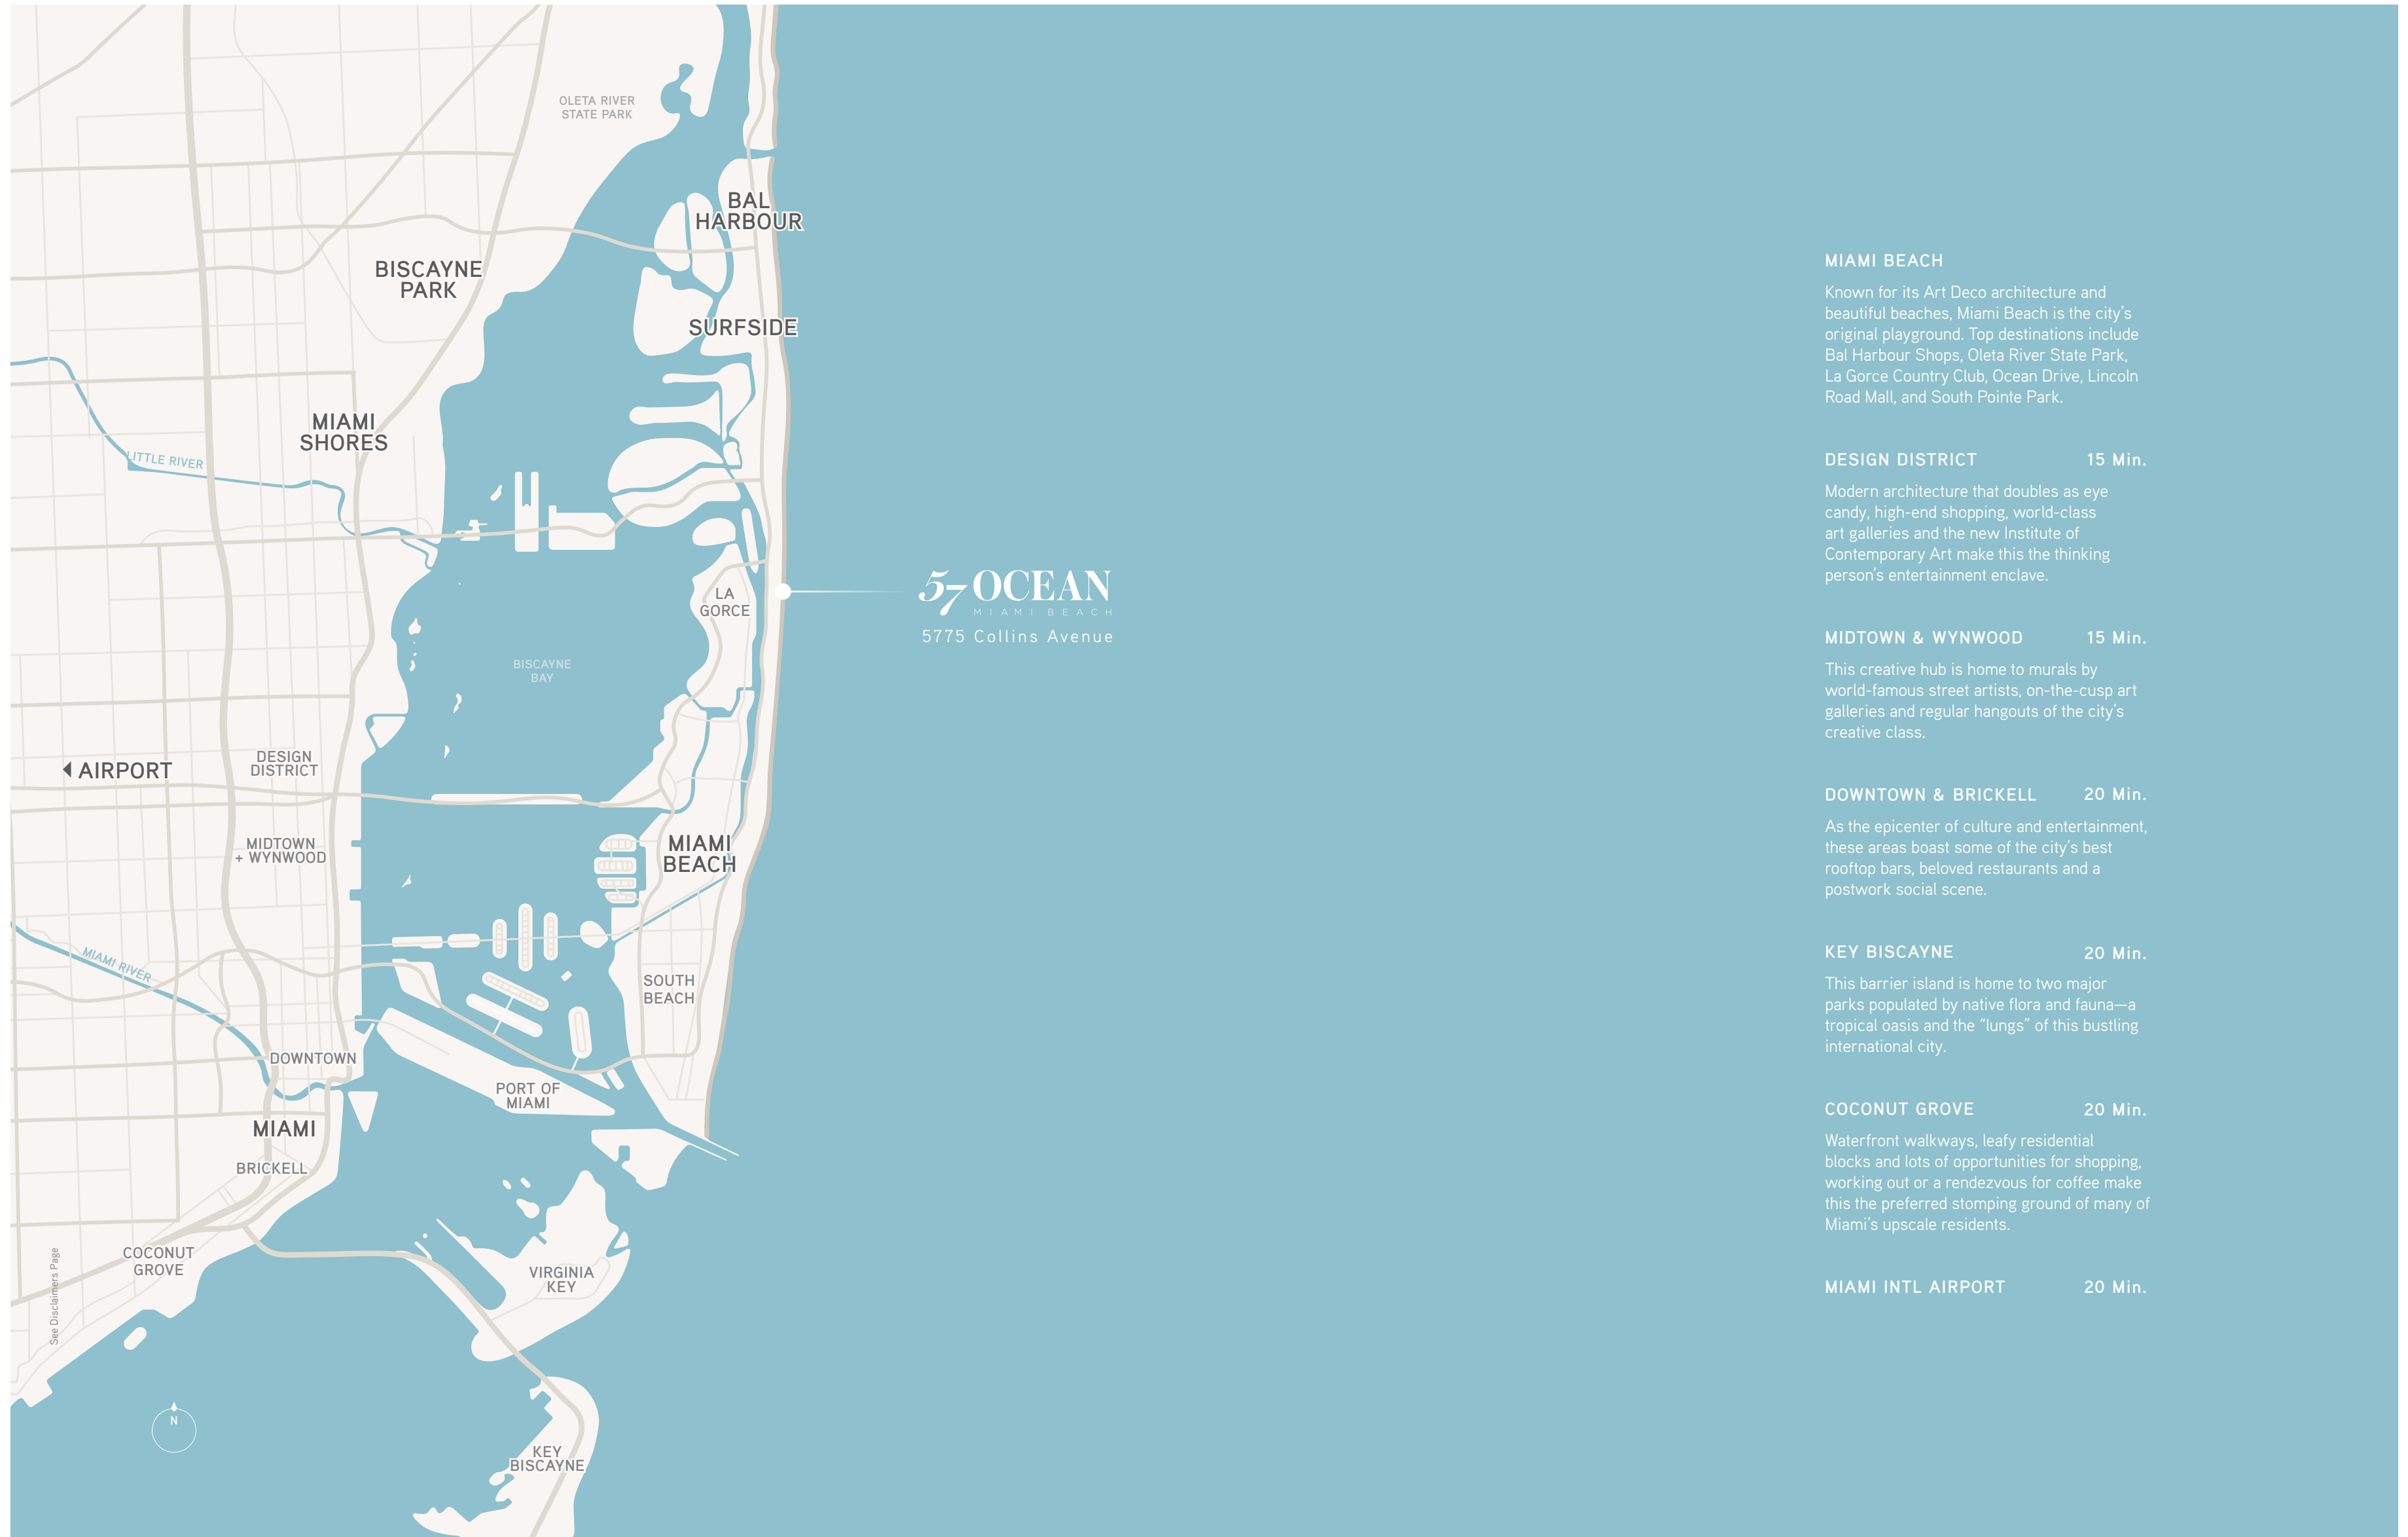 OLETA RIVER
STATE PARK
BAL
HARBOUR
BISCAYNE
PARK
SURFSIDE
MIAMI
SHORES
LITTLE RIVER
LA
GORCE
57 OCEAN
MIAMI BEACH
5775 Collins Avenue
BISCAYNE
BAY
DESIGN
DISTRICT
AIRPORT
MIDTOWN
+ WYNWOOD
MIAMI
BEACH
MIAMI RIVER
SOUTH
BEACH
DOWNTOWN
PORT OF
MIAMI
MIAMI
BRICKELL
COCONUT
GROVE
VIRGINIA
KEY
See Disclaimers Page
N
KEY
BISCAYNE
MIAMI BEACH
Known for its Art Deco architecture and
beautiful beaches, Miami Beach is the city’s
original playground. Top destinations include
Bal Harbour Shops, Oleta River State Park,
La Gorce Country Club, Ocean Drive, Lincoln
Road Mall, and South Pointe Park.
DESIGN DISTRICT 15 Min.
Modern architecture that doubles as eye
candy, high-end shopping, world-class
art galleries and the new Institute of
Contemporary Art make this the thinking
person’s entertainment enclave.
MIDTOWN & WYNWOOD 15 Min.
This creative hub is home to murals by
world-famous street artists, on-the-cusp art
galleries and regular hangouts of the city’s
creative class.
DOWNTOWN & BRICKELL 20 Min.
As the epicenter of culture and entertainment,
these areas boast some of the city’s best
rooftop bars, beloved restaurants and a
postwork social scene.
KEY BISCAYNE 20 Min.
This barrier island is home to two major
parks populated by native flora and fauna—a
tropical oasis and the “lungs” of this bustling
international city.
COCONUT GROVE 20 Min.
Waterfront walkways, leafy residential
blocks and lots of opportunities for shopping,
working out or a rendezvous for coffee make
this the preferred stomping ground of many of
Miami’s upscale residents.
MIAMI INTL AIRPORT 20 Min.